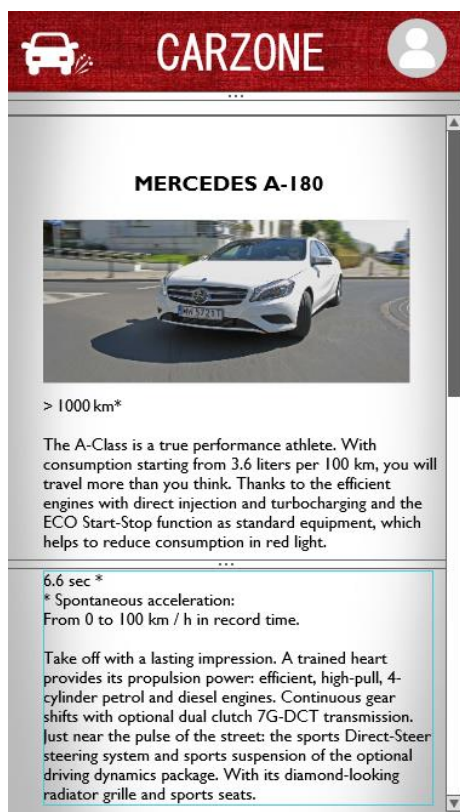 CARZONE
MERCEDES A-180
WW 5721T
> 1000 km*
The A-Class is a true performance athlete. With
consumption starting from 3.6 liters per 100 km, you will
travel more than you think. Thanks to the efficient
engines with direct injection and turbocharging and the
ECO Start-Stop function as standard equipment, which
helps to reduce consumption in red light.
6.6 sec *
* Spontaneous acceleration:
From 0 to 100 km / h in record time.
Take off with a lasting impression. A trained heart
provides its propulsion power: efficient, high-pull, 4-
cylinder petrol and diesel engines. Continuous gear
shifts with optional dual clutch 7G-DCT transmission.
Just near the pulse of the street: the sports Direct-Steer
steering system and sports suspension of the optional
driving dynamics package. With its diamond-looking
radiator grille and sports seats.